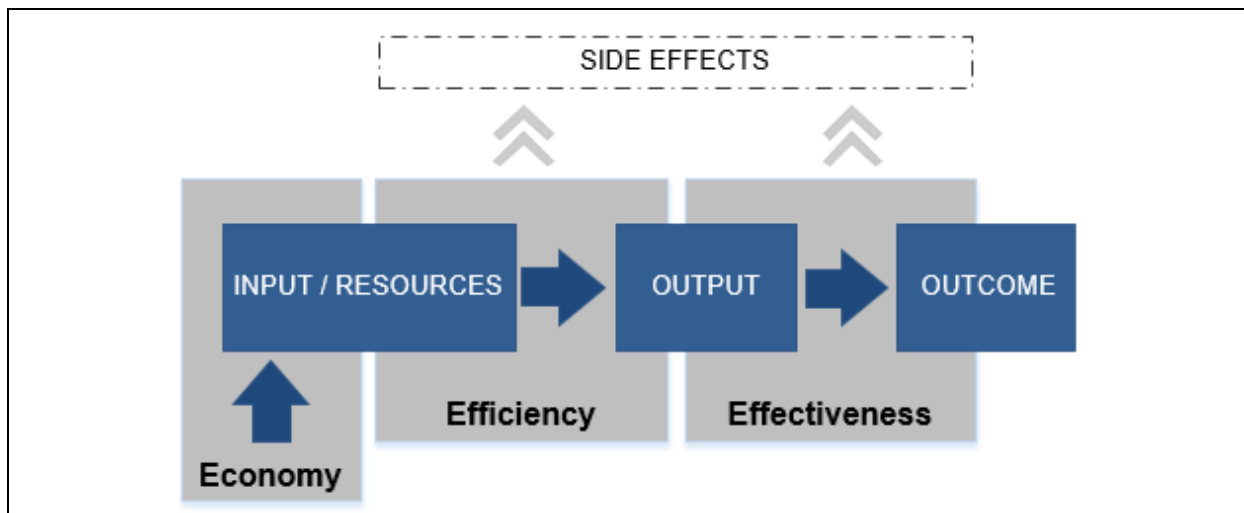 SIDE EFFECTS
INPUT / RESOURCES
OUTPUT
OUTCOME
Efficiency
Effectiveness
Economy